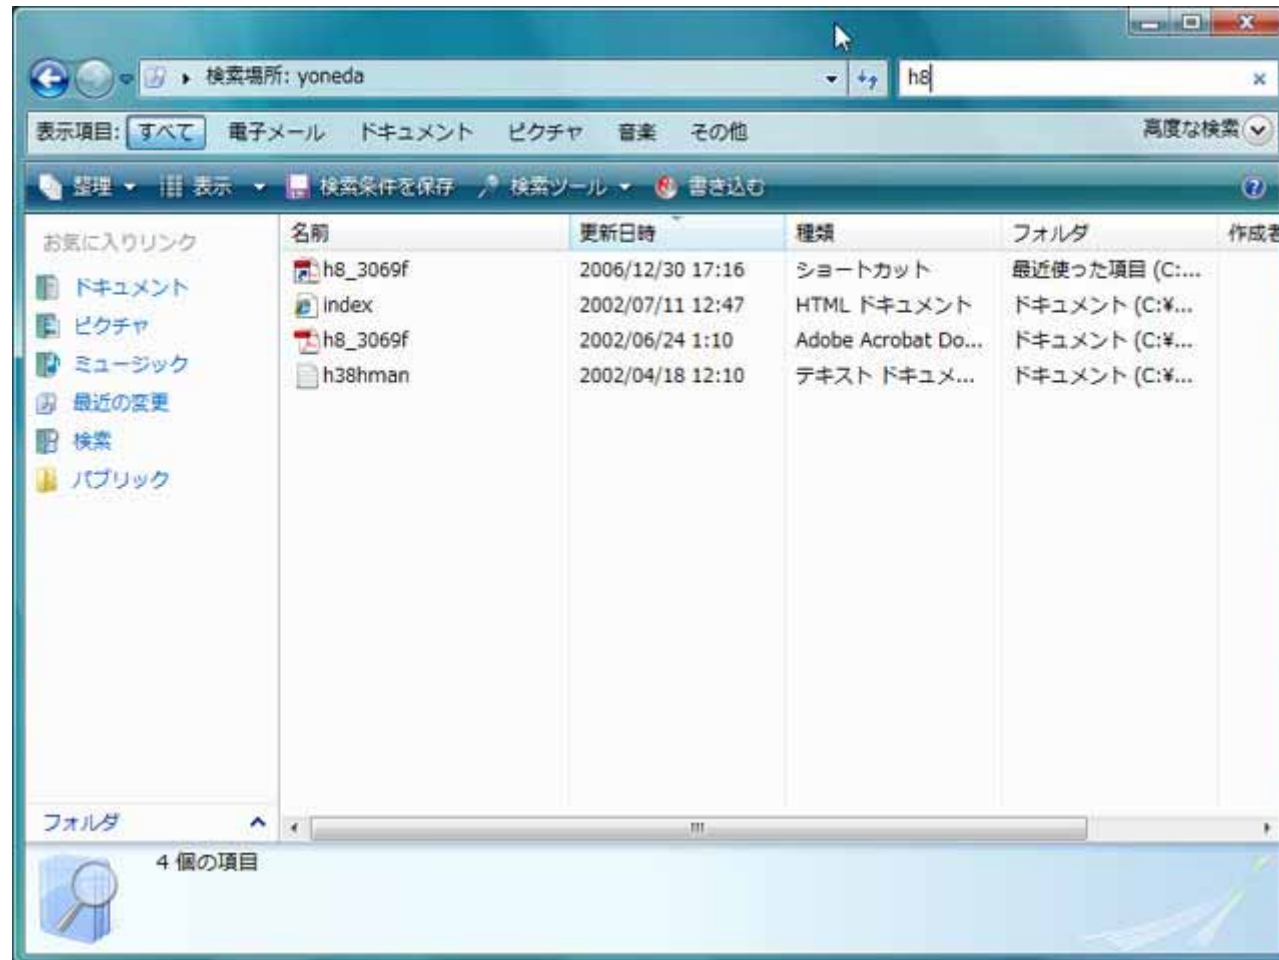 検索場所: yoneda h8
表示項目: すべて 電子メール ドキュメント ピクチャ 音楽 その他 高度な検索
整理 表示 検索条件を保存 検索ツール 書き込む
お気に入りリンク
ドキュメント
ピクチャ
ミュージック
最近の変更
検索
パブリック
フォルダ
名前 更新日時 種類 フォルダ 作成者
h8_3069f 2006/12/30 17:16 ショートカット 最近使った項目 (C:...
index 2002/07/11 12:47 HTML ドキュメント ドキュメント (C:¥...
h8_3069f 2002/06/24 1:10 Adobe Acrobat Do... ドキュメント (C:¥...
h38hman 2002/04/18 12:10 テキスト ドキュメ... ドキュメント (C:¥...
4 個の項目